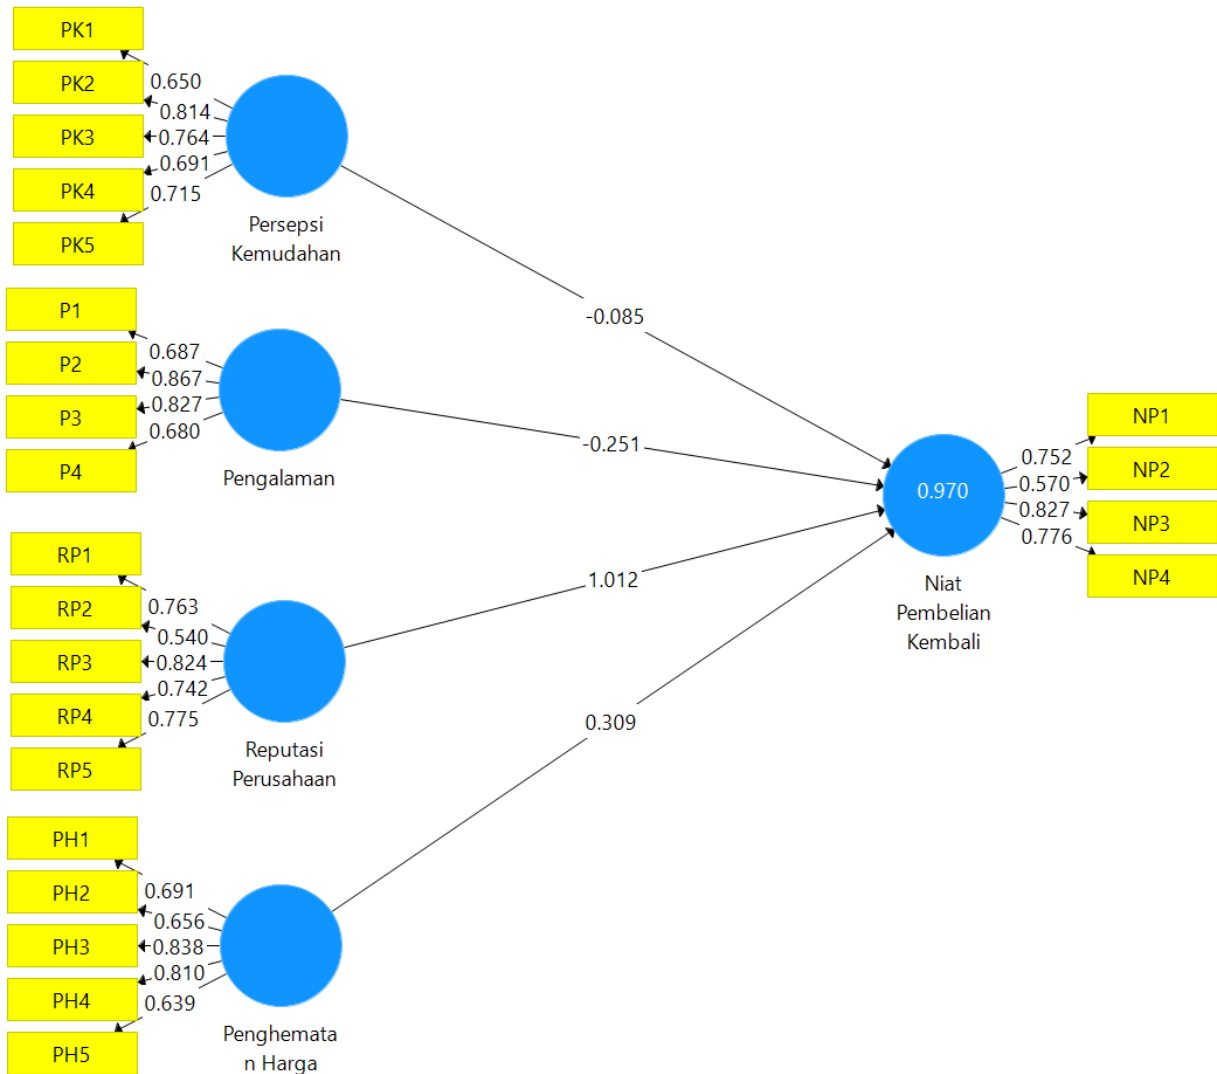 PK1
0.650
PK2
0.814
PK3
0.764
0.691
PK4
0.715
PK5
Persepsi
Kemudahan
-0.085
P1
0.687
P2
0.867
P3
0.827
0.680
P4
Pengalaman
-0.251
RP1
0.763
RP2
0.540
RP3
0.824
0.742
RP4
0.775
RP5
Reputasi
Perusahaan
1.012
PH1
0.691
PH2
0.656
PH3
0.838
0.810
PH4
0.639
PH5
Penghemata
n Harga
0.309
0.970
Niat
Pembelian
Kembali
NP1
0.752
NP2
0.570
NP3
0.827
0.776
NP4